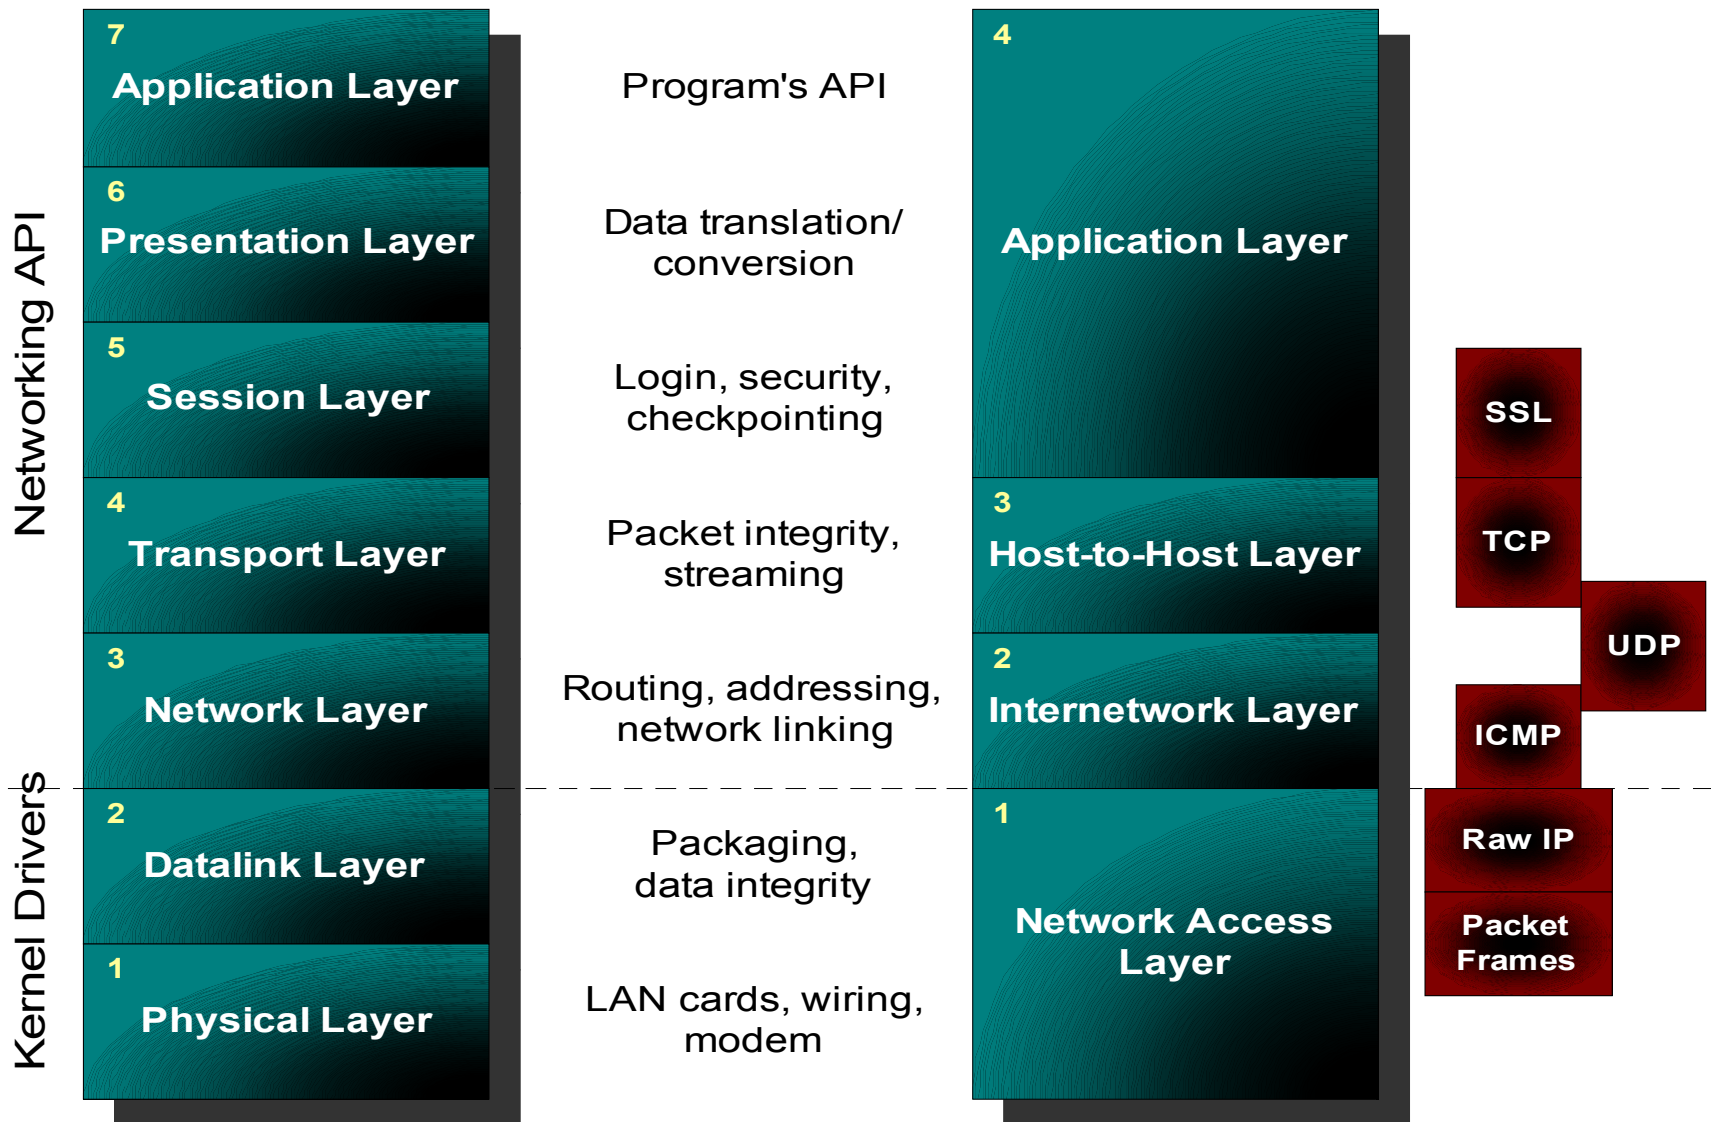 Networking API
Kernel Drivers
7
Application Layer
6
Presentation Layer
5
Session Layer
4
Transport Layer
3
Network Layer
2
Datalink Layer
1
Physical Layer
Program's API
Data translation/
conversion
Login, security,
checkpointing
Packet integrity,
streaming
Routing, addressing,
network linking
Packaging,
data integrity
LAN cards, wiring,
modem
4
Application Layer
3
Host-to-Host Layer
2
Internetwork Layer
1
Network Access
Layer
SSL
TCP
UDP
ICMP
Raw IP
Packet
Frames